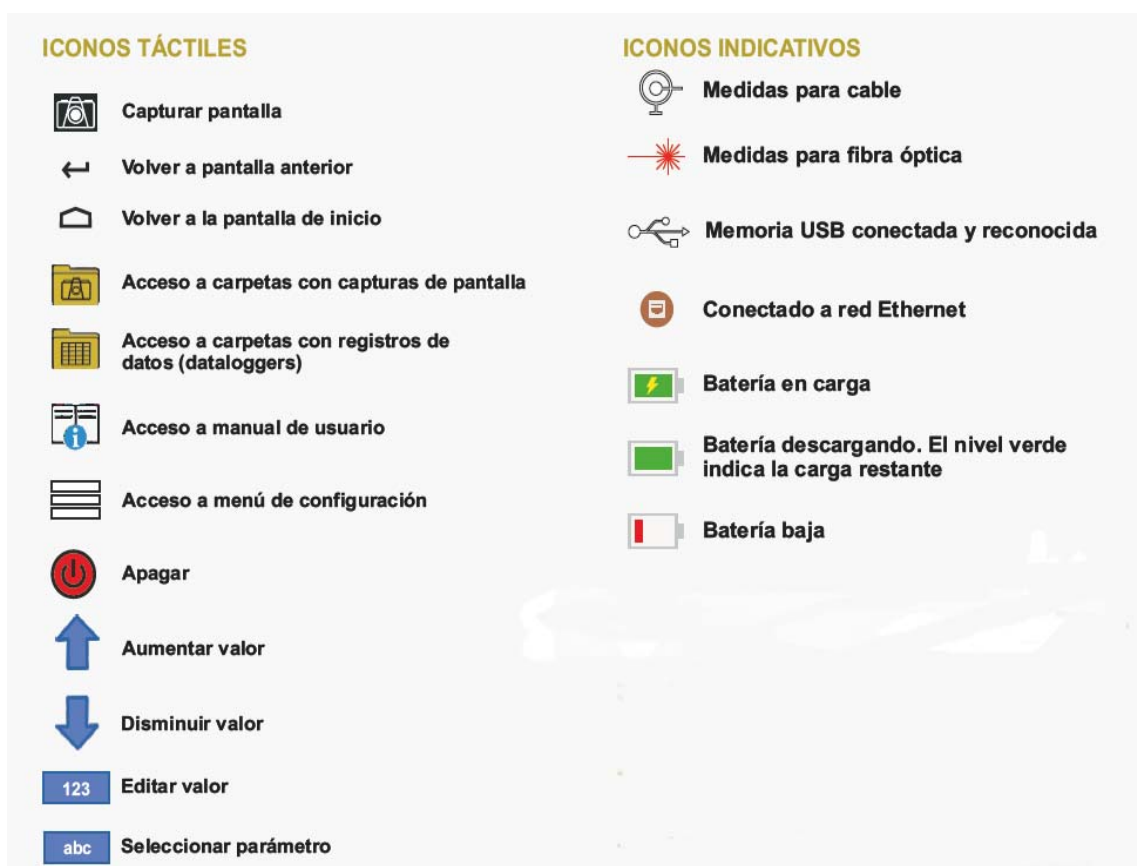 ICONOS TÁCTILES
Capturar pantalla
Volver a pantalla anterior
Volver a la pantalla de inicio
Acceso a carpetas con capturas de pantalla
Acceso a carpetas con registros de
datos (dataloggers)
Acceso a manual de usuario
Acceso a menú de configuración
Apagar
Aumentar valor
Disminuir valor
123 Editar valor
abc Seleccionar parámetro
ICONOS INDICATIVOS
Medidas para cable
Medidas para fibra óptica
Memoria USB conectada y reconocida
Conectado a red Ethernet
Batería en carga
Batería descargando. El nivel verde
indica la carga restante
Batería baja